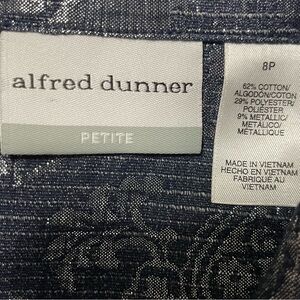 alfred dunner
PETITE
8P
62% COTTON/
ALGODÓN/COTON
29% POLYESTER/
POLIÉSTER
9% METALLIC/
METÁLICO/
MÉTALLIQUE
MADE IN VIETNAM
HECHO EN VIETNAM
FABRIQUÉ AU
VIETNAM